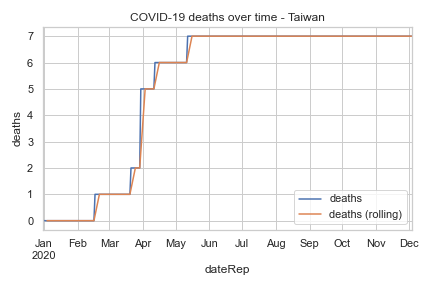 COVID-19 deaths over time - Taiwan
deaths
7
6
5
4
3
2
1
0
deaths
deaths (rolling)
Jan Feb Mar Apr May Jun Jul Aug Sep Oct Nov Dec
2020
dateRep